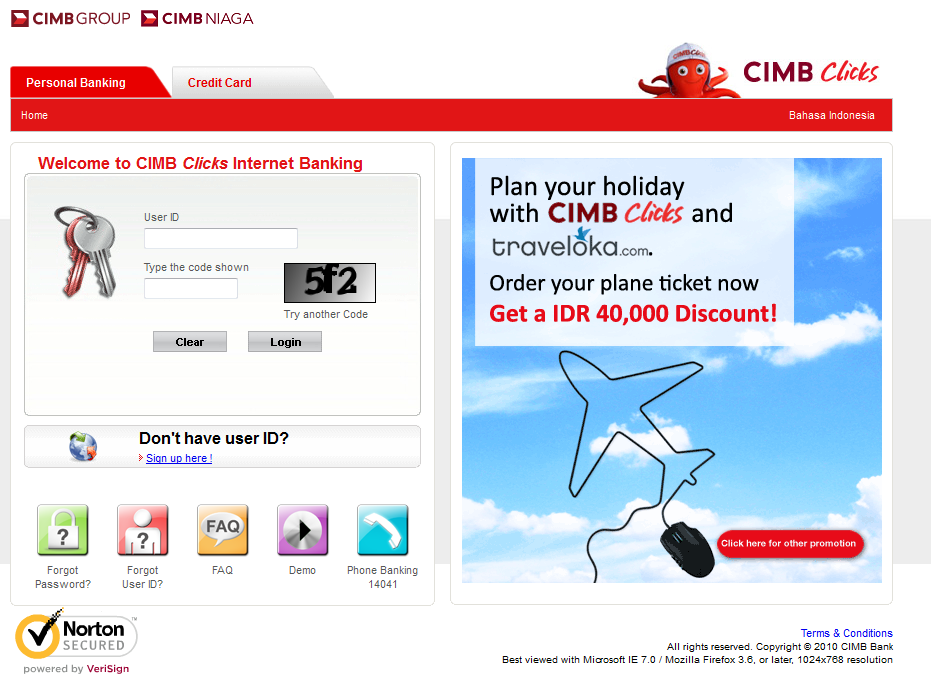 CIMB GROUP CIMB NIAGA
Personal Banking
Credit Card
CIMB Clicks
CIMB Clicks
Home
Bahasa Indonesia
Welcome to CIMB Clicks Internet Banking
User ID
Type the code shown
5f2
Try another Code
Clear
Login
Don't have user ID?
Sign up here !
Forgot
Password?
Forgot
User ID?
FAQ
FAQ
Demo
Phone Banking
14041
Plan your holiday
with CIMB Clicks and
traveloka.com.
Order your plane ticket now
Get a IDR 40,000 Discount!
Click here for other promotion
Norton
SECURED
TM
powered by VeriSign
Terms & Conditions
All rights reserved. Copyright © 2010 CIMB Bank
Best viewed with Microsoft IE 7.0 / Mozilla Firefox 3.6, or later, 1024x768 resolution